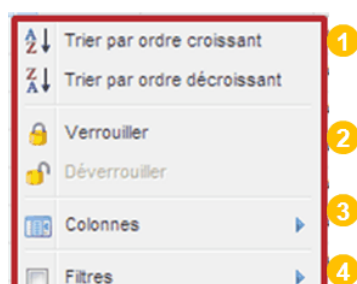 Trier par ordre croissant 1
Trier par ordre décroissant
Verrouiller 2
Déverrouiller
Colonnes 3
Filtres 4